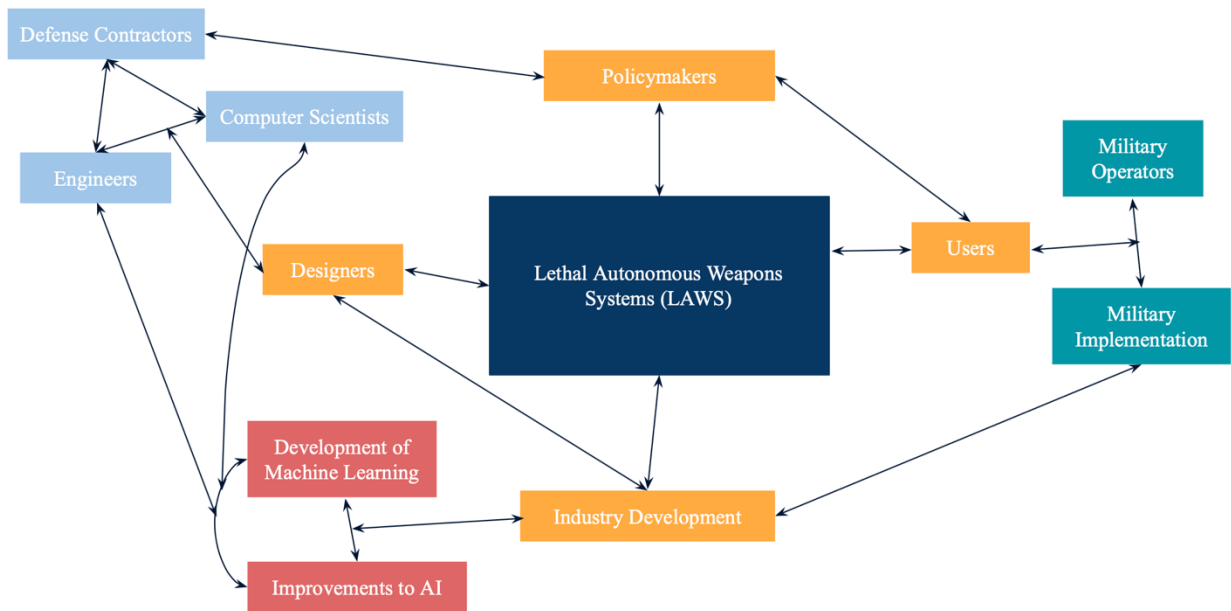 Defense Contractors
Policymakers
Computer Scientists
Military
Operators
Engineers
Users
Designers
Lethal Autonomous Weapons
Systems (LAWS)
Military
Implementation
Development of
Machine Learning
Industry Development
Improvements to AI